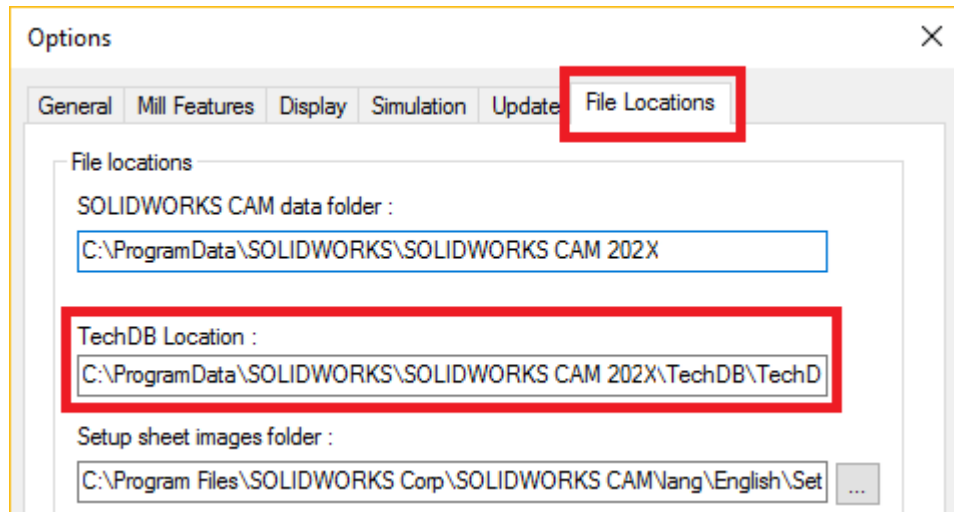 Options
General Mill Features Display Simulation Update File Locations
File locations
SOLIDWORKS CAM data folder :
C:\ProgramData\SOLIDWORKS\SOLIDWORKS CAM 202X
TechDB Location :
C:\ProgramData\SOLIDWORKS\SOLIDWORKS CAM 202X\TechDB\TechD
Setup sheet images folder :
C:\Program Files\SOLIDWORKS Corp\SOLIDWORKS CAM\lang\English\Set ...